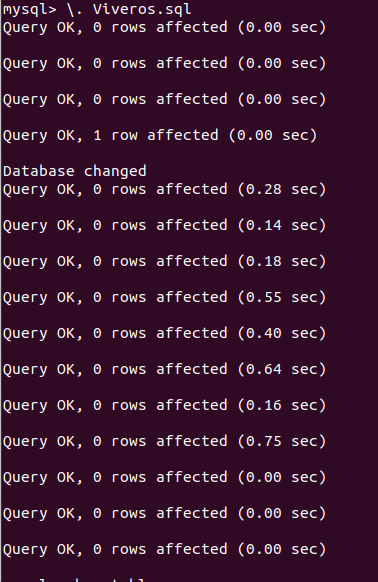 mysql> \. Viveros.sql
Query OK, 0 rows affected (0.00 sec)
Query OK, 0 rows affected (0.00 sec)
Query OK, 0 rows affected (0.00 sec)
Query OK, 1 row affected (0.00 sec)
Database changed
Query OK, 0 rows affected (0.28 sec)
Query OK, 0 rows affected (0.14 sec)
Query OK, 0 rows affected (0.18 sec)
Query OK, 0 rows affected (0.55 sec)
Query OK, 0 rows affected (0.40 sec)
Query OK, 0 rows affected (0.64 sec)
Query OK, 0 rows affected (0.16 sec)
Query OK, 0 rows affected (0.75 sec)
Query OK, 0 rows affected (0.00 sec)
Query OK, 0 rows affected (0.00 sec)
Query OK, 0 rows affected (0.00 sec)